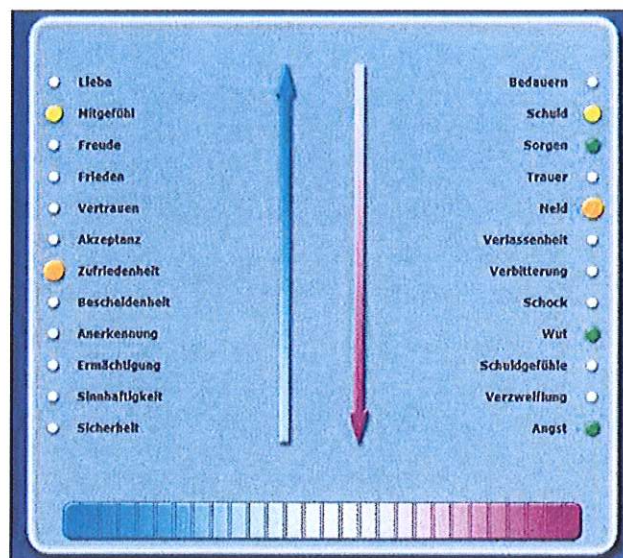 Liebe
Mitgefühl
Freude
Frieden
Vertrauen
Akzeptanz
Zufriedenheit
Bescheidenheit
Anerkennung
Ermächtigung
Sinnhaftigkeit
Sicherheit
Bedauern
Schuld
Sorgen
Trauer
Neid
Verlassenheit
Verbitterung
Schock
Wut
Schuldgefühle
Verzweiflung
Angst